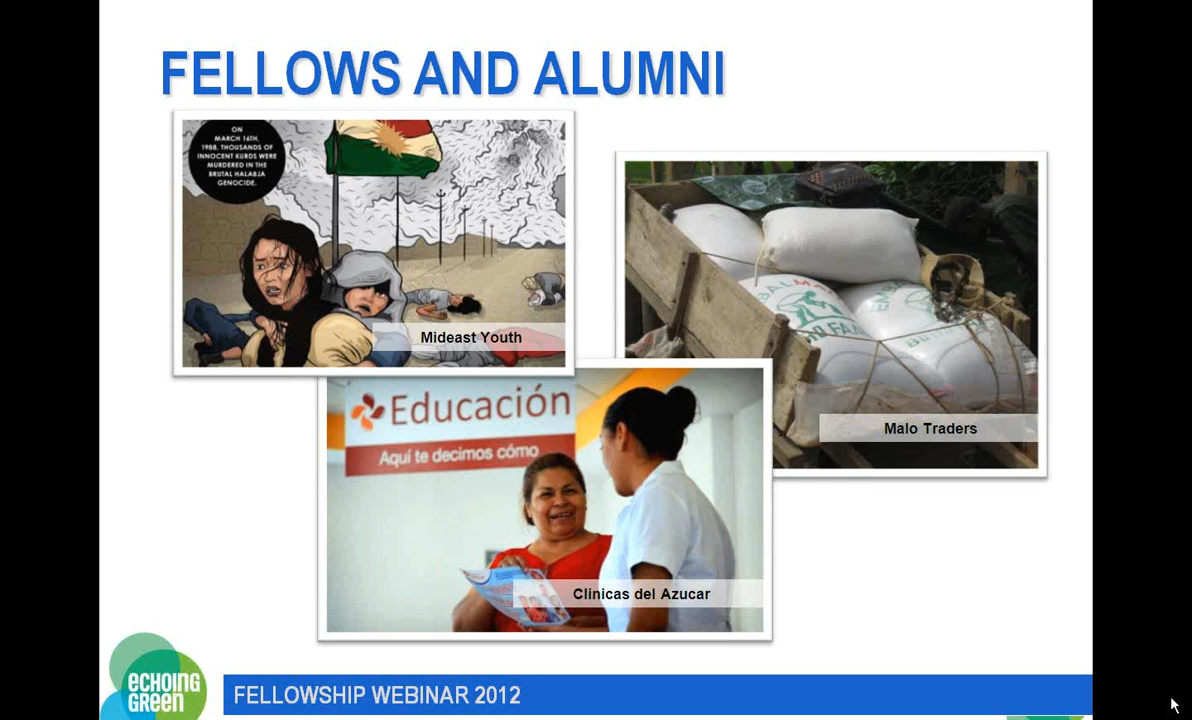 FELLOWS AND ALUMNI
ON
MARCH 16TH,
1988, THOUSANDS OF
INNOCENT KURDS WERE
MURDERED IN THE
BRUTAL HALABJA
GENOCIDE.
Mideast Youth
Malo Traders
Educación
Aquí te decimos cómo
Clinicas del Azucar
echoing
green
FELLOWSHIP WEBINAR 2012